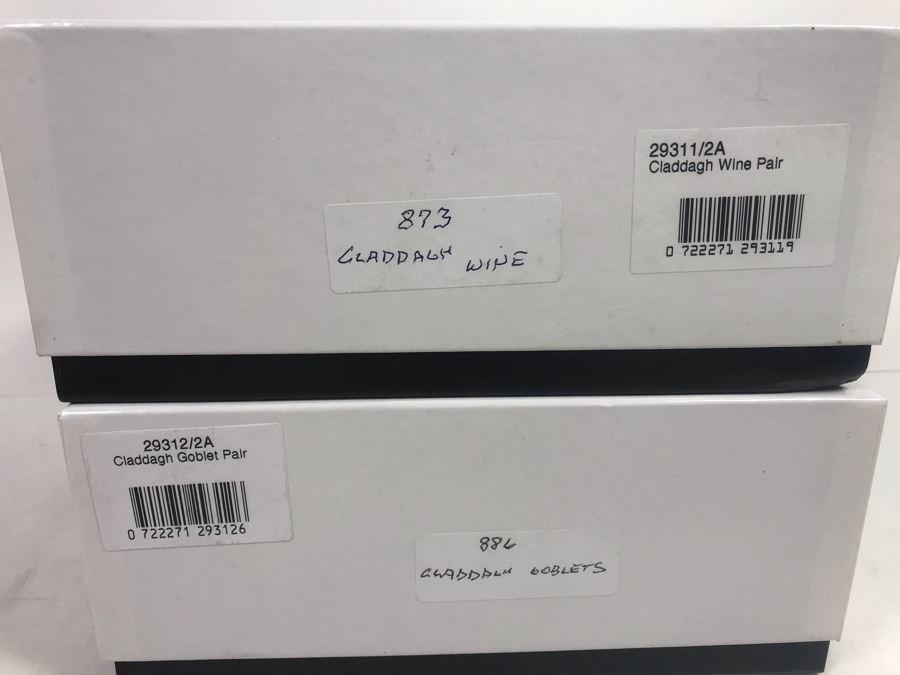 29311/2A
Claddagh Wine Pair
0 722271 293119
873
CLADDAGH WINE
29312/2A
Claddagh Goblet Pair
0 722271 293126
886
CLADDAGH GOBLETS